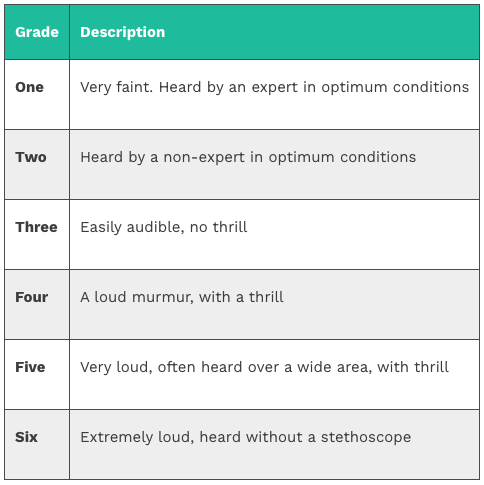 Grade Description
One Very faint. Heard by an expert in optimum conditions
Two Heard by a non-expert in optimum conditions
Three Easily audible, no thrill
Four A loud murmur, with a thrill
Five Very loud, often heard over a wide area, with thrill
Six Extremely loud, heard without a stethoscope